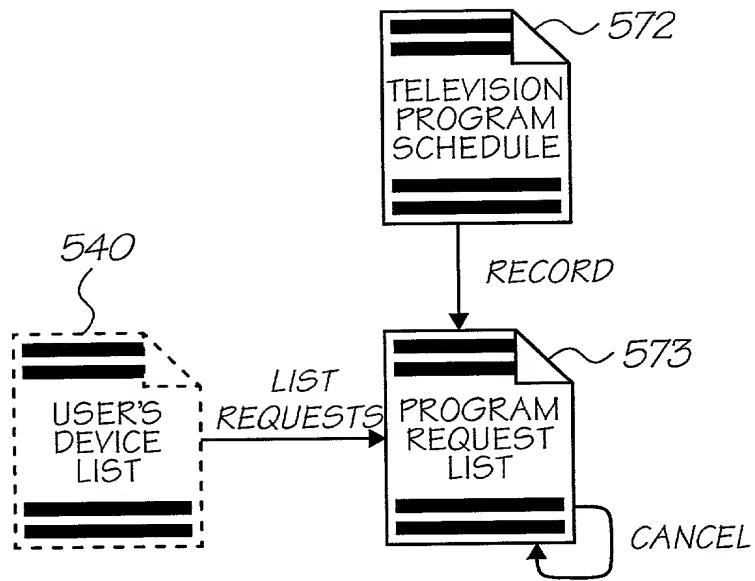 572
TELEVISION
PROGRAM
SCHEDULE
RECORD
540
573
LIST
REQUESTS
USER'S
DEVICE
LIST
PROGRAM
REQUEST
LIST
CANCEL